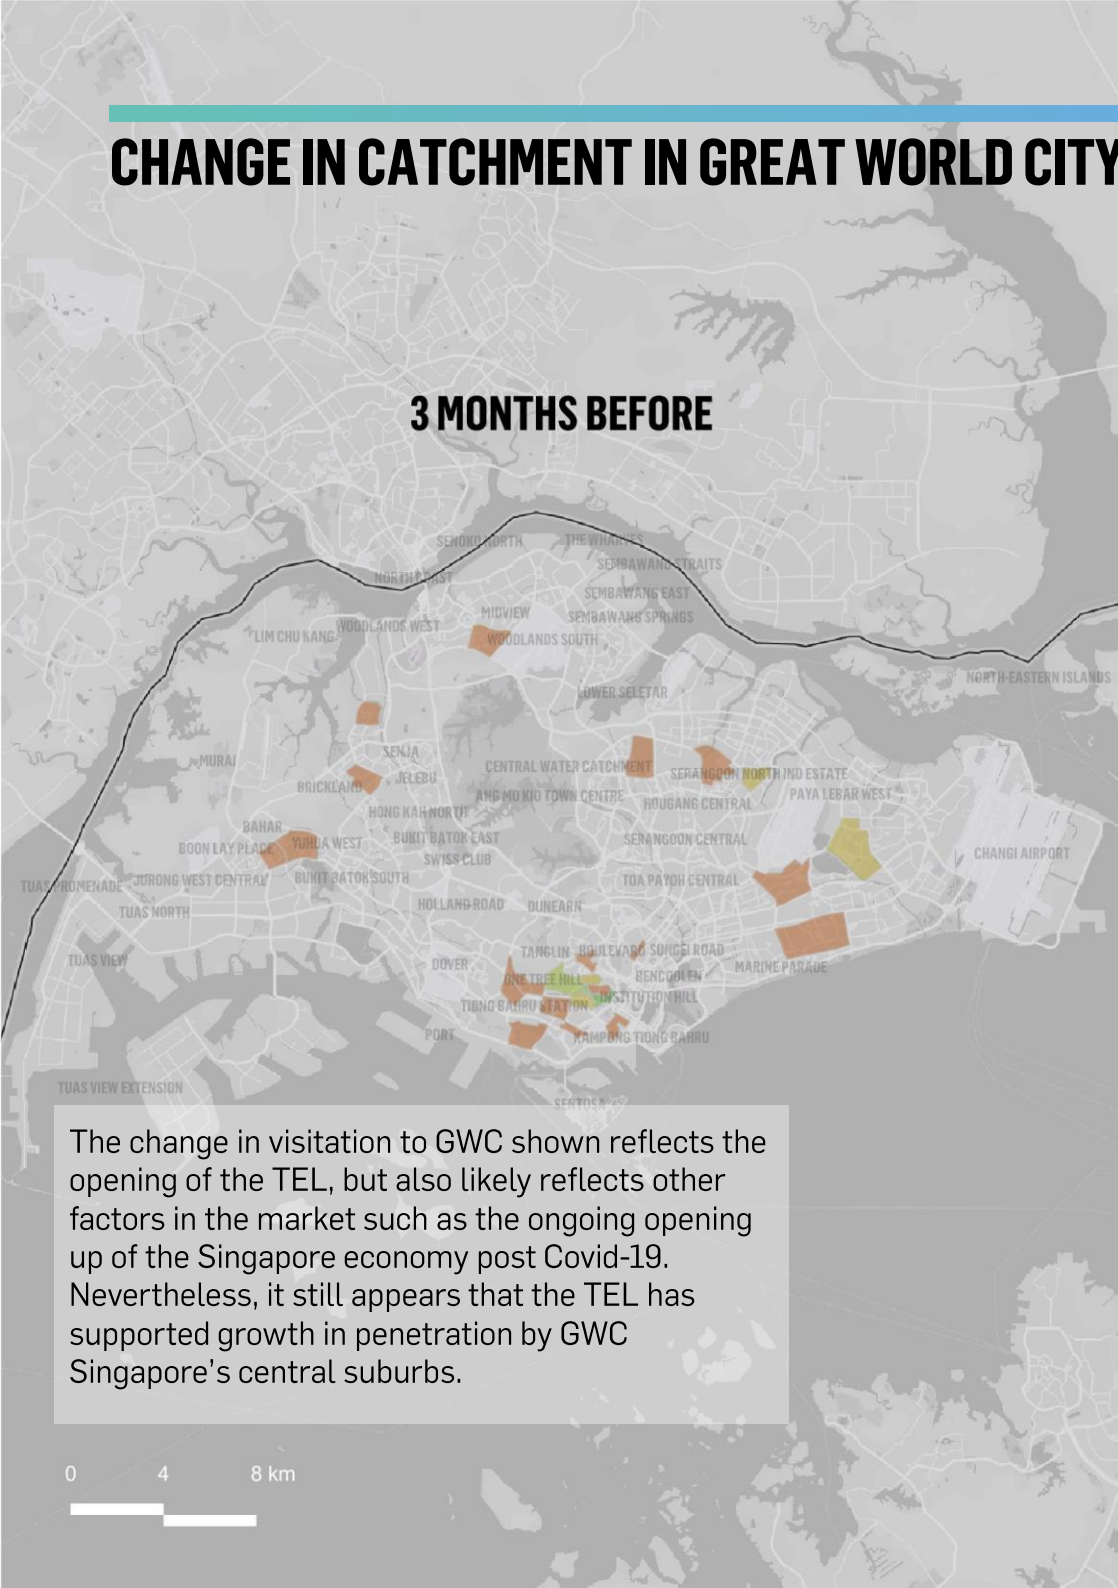 CHANGE IN CATCHMENT IN GREAT WORLD CITY
3 MONTHS BEFORE
SENOKO NORTH
THE WHARVES
SEMBAWANG STRAITS
NORTH COAST
SEMBAWANG EAST
MIDVIEW
SEMBAWANG SPRINGS
WOODLANDS WEST
LIM CHU KANG
WOODLANDS SOUTH
NORTH-EASTERN ISLANDS
LOWER SELETAR
SENJA
MURAI
CENTRAL WATER CATCHMENT
SERANGOON NORTH IND ESTATE
JELEBU
BRICKLAND
ANG MO KIO TOWN CENTRE
PAYA LEBAR WEST
HOUGANG CENTRAL
HONG KAH NORTH
BAHAR
BUKIT BATOK EAST
SERANGOON CENTRAL
YUHUA WEST
BOON LAY PLACE
SWISS CLUB
CHANGI AIRPORT
BUKIT BATOK SOUTH
JURONG WEST CENTRAL
TOA PAYOH CENTRAL
TUAS PROMENADE
HOLLAND ROAD
DUNEARN
TUAS NORTH
TANGLIN
BOULEVARD
SUNGEI ROAD
TUAS VIEW
DOVER
MARINE PARADE
ONE TREE HILL
BENCOOLEN
INSTITUTION HILL
TIONG BAHRU STATION
PORT
KAMPONG TIONG BAHRU
TUAS VIEW EXTENSION
SENTOSA
The change in visitation to GWC shown reflects the
opening of the TEL, but also likely reflects other
factors in the market such as the ongoing opening
up of the Singapore economy post Covid-19.
Nevertheless, it still appears that the TEL has
supported growth in penetration by GWC
Singapore's central suburbs.
0 4 8 km